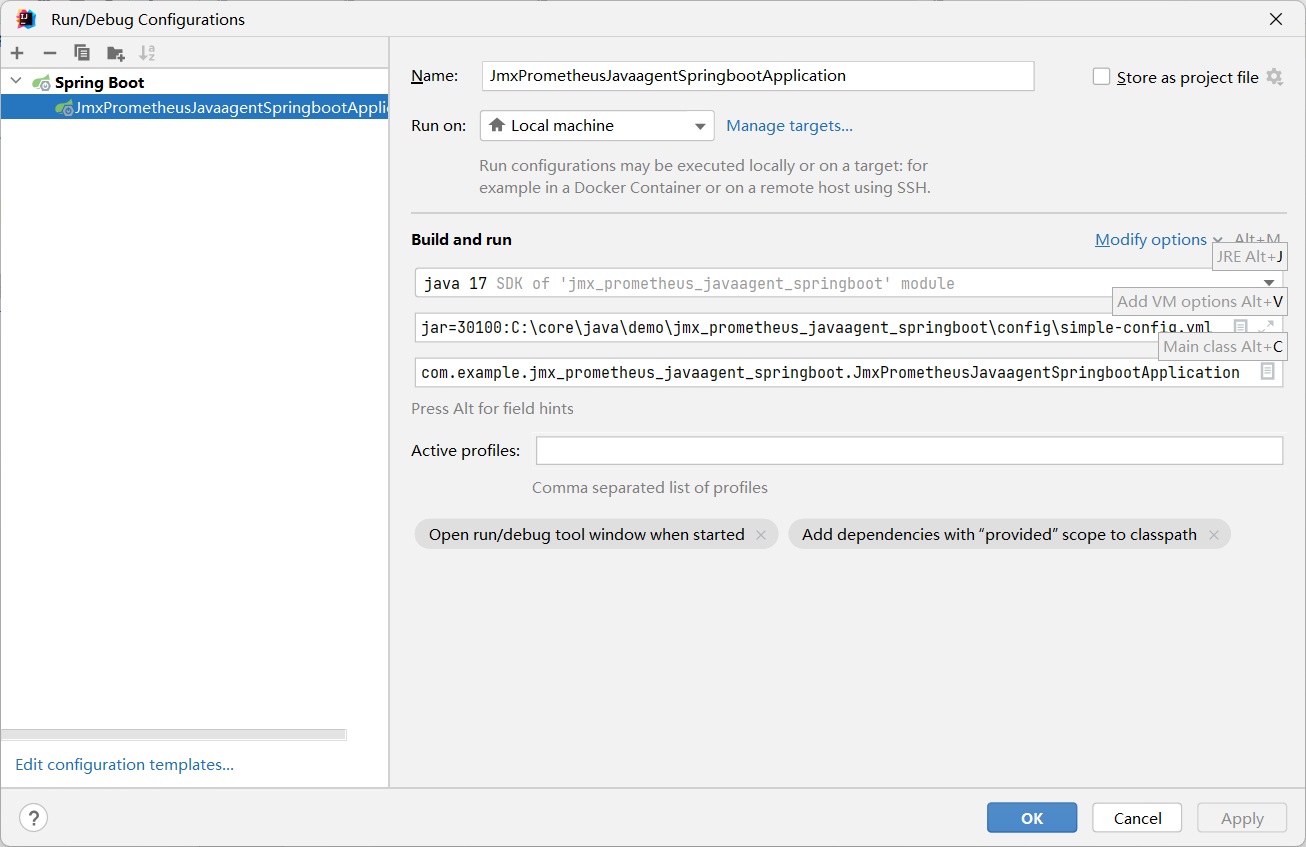 Run/Debug Configurations
Spring Boot
JmxPrometheusJavaagentSpringbootAppli
Edit configuration templates...
Name: JmxPrometheusJavaagentSpringbootApplication
Store as project file
Run on: Local machine Manage targets...
Run configurations may be executed locally or on a target: for
example in a Docker Container or on a remote host using SSH.
Build and run Modify options Alt+M
JRE Alt+J
java 17 SDK of 'jmx_prometheus_javaagent_springboot' module
Add VM options Alt+V
jar=30100:C:\core\java\demo\jmx_prometheus_javaagent_springboot\config\simple-config.yml
Main class Alt+C
com.example.jmx_prometheus_javaagent_springboot.JmxPrometheusJavaagentSpringbootApplication
Press Alt for field hints
Active profiles:
Comma separated list of profiles
Open run/debug tool window when started Add dependencies with “provided” scope to classpath
? OK Cancel Apply